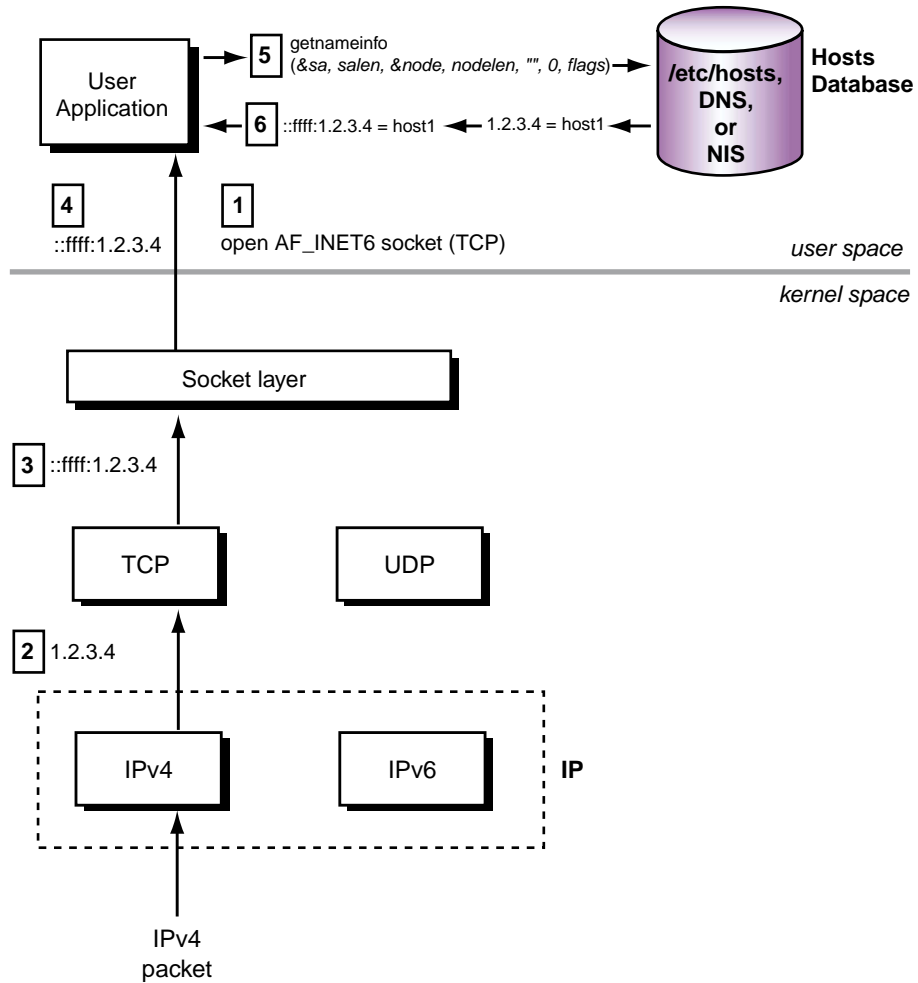 User
Application
5
getnameinfo
(&sa, salen, &node, nodelen, "", 0, flags)
/etc/hosts,
DNS,
or
NIS
Hosts
Database
6
::ffff:1.2.3.4 = host1
1.2.3.4 = host1
4
::ffff:1.2.3.4
1
open AF_INET6 socket (TCP)
user space
kernel space
Socket layer
3
::ffff:1.2.3.4
TCP
UDP
2
1.2.3.4
IPv4
IPv6
IP
IPv4
packet